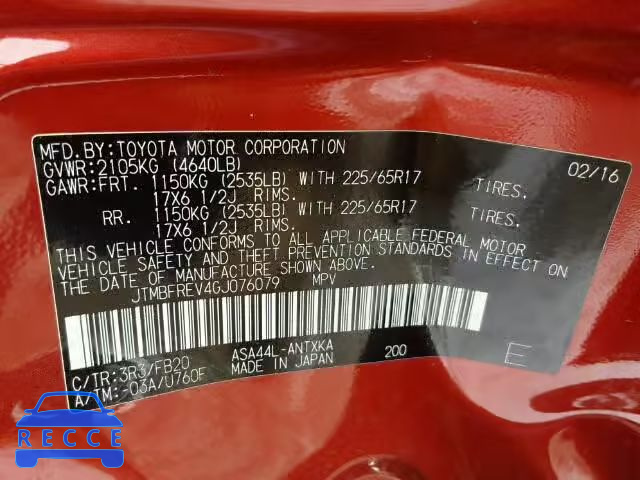 MFD.BY:TOYOTA MOTOR CORPORATION 02/16
GVWR:2105KG (4640LB)
GAWR:FRT. 1150KG (2535LB) WITH 225/65R17 TIRES.
17X6 1/2J RIMS.
RR. 1150KG (2535LB) WITH 225/65R17 TIRES.
17X6 1/2J RIMS.
THIS VEHICLE CONFORMS TO ALL APPLICABLE FEDERAL MOTOR
VEHICLE SAFETY AND THEFT PREVENTION STANDARDS IN EFFECT ON
THE DATE OF MANUFACTURE SHOWN ABOVE.
JTMBFREV4GJ076079 MPV
C/TR:3R3/FB20 ASA44L-ANTXKA 200 E
A/TM:-03A/U760F MADE IN JAPAN
RECCE